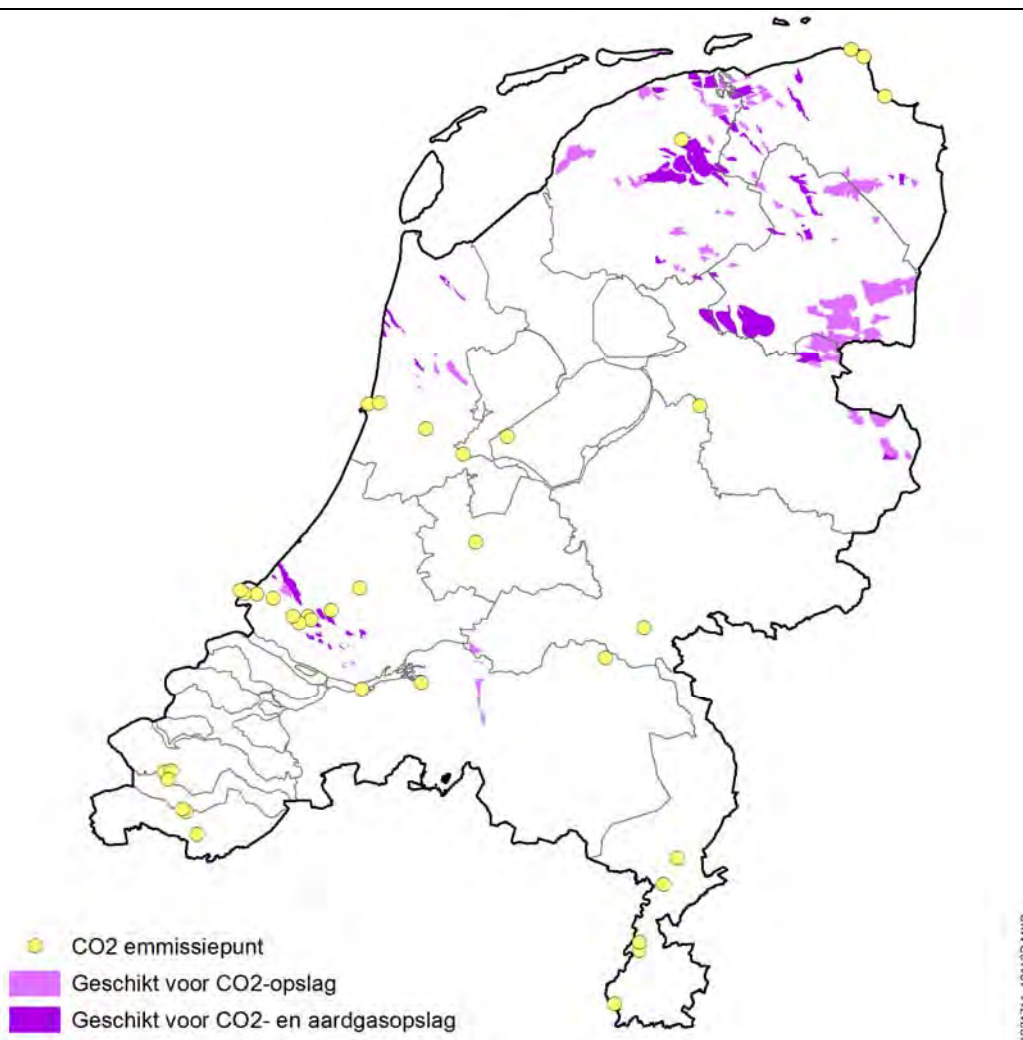 CO2 emmissiepunt
Geschikt voor CO2-opslag
Geschikt voor CO2- en aardgasopslag